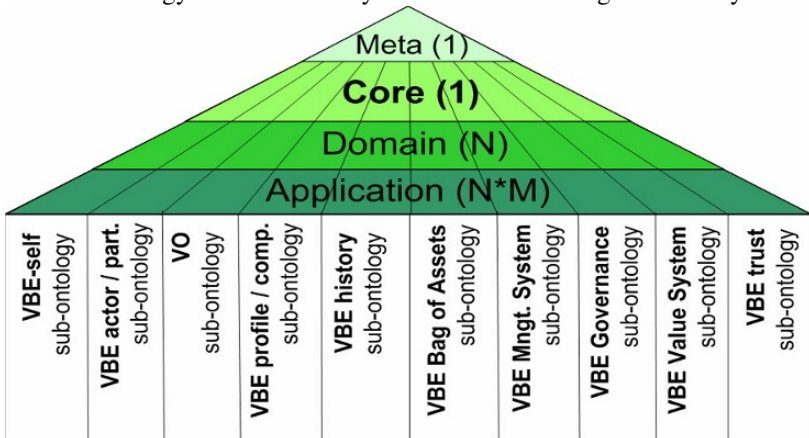 Meta (1)
Core (1)
Domain (N)
Application (N*M)
VBE-self
sub-ontology
VBE actor / part.
sub-ontology
VO
sub-ontology
VBE profile / comp.
sub-ontology
VBE history
sub-ontology
VBE Bag of Assets
sub-ontology
VBE Mngt. System
sub-ontology
VBE Governance
sub-ontology
VBE Value System
sub-ontology
VBE trust
sub-ontology